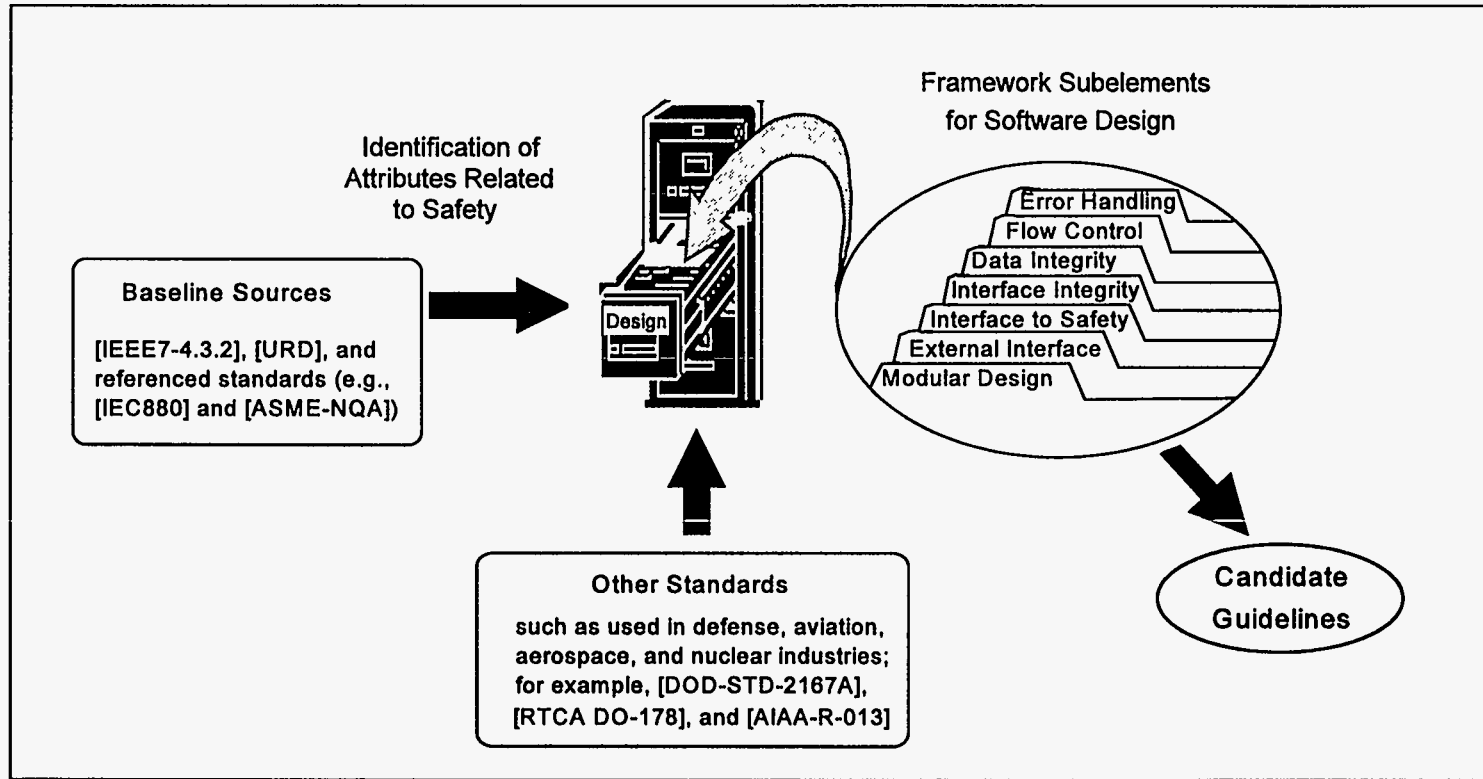 Framework Subelements
for Software Design
Identification of
Attributes Related
to Safety
Error Handling
Flow Control
Data Integrity
Interface Integrity
Interface to Safety
External Interface
Modular Design
Design
Baseline Sources
[IEEE7-4.3.2], [URD], and
referenced standards (e.g.,
[IEC880] and [ASME-NQA])
Other Standards
such as used in defense, aviation,
aerospace, and nuclear industries;
for example, [DOD-STD-2167A],
[RTCA DO-178], and [AIAA-R-013]
Candidate
Guidelines